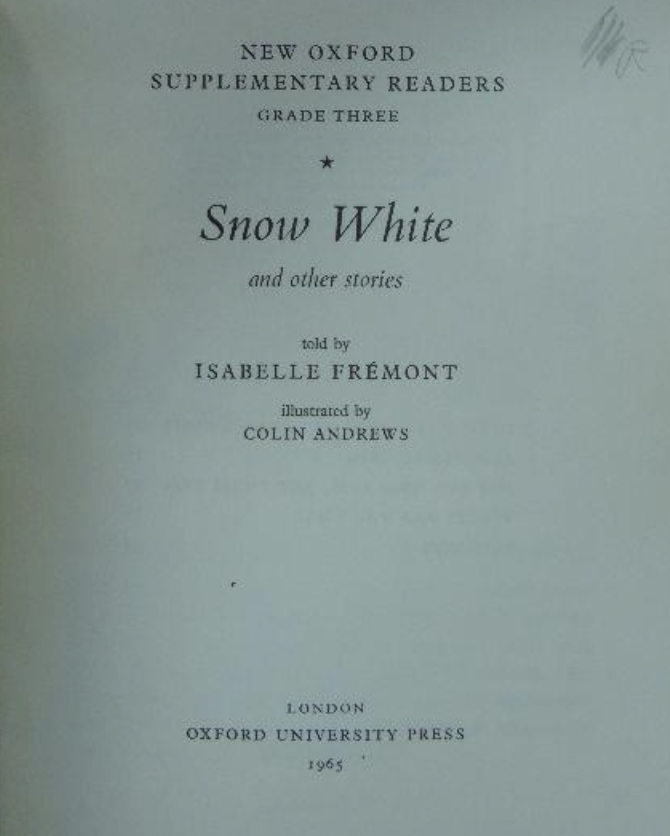 NEW OXFORD
SUPPLEMENTARY READERS
GRADE THREE
★
Snow White
and other stories
told by
ISABELLE FRÉMONT
illustrated by
COLIN ANDREWS
LONDON
OXFORD UNIVERSITY PRESS
1965